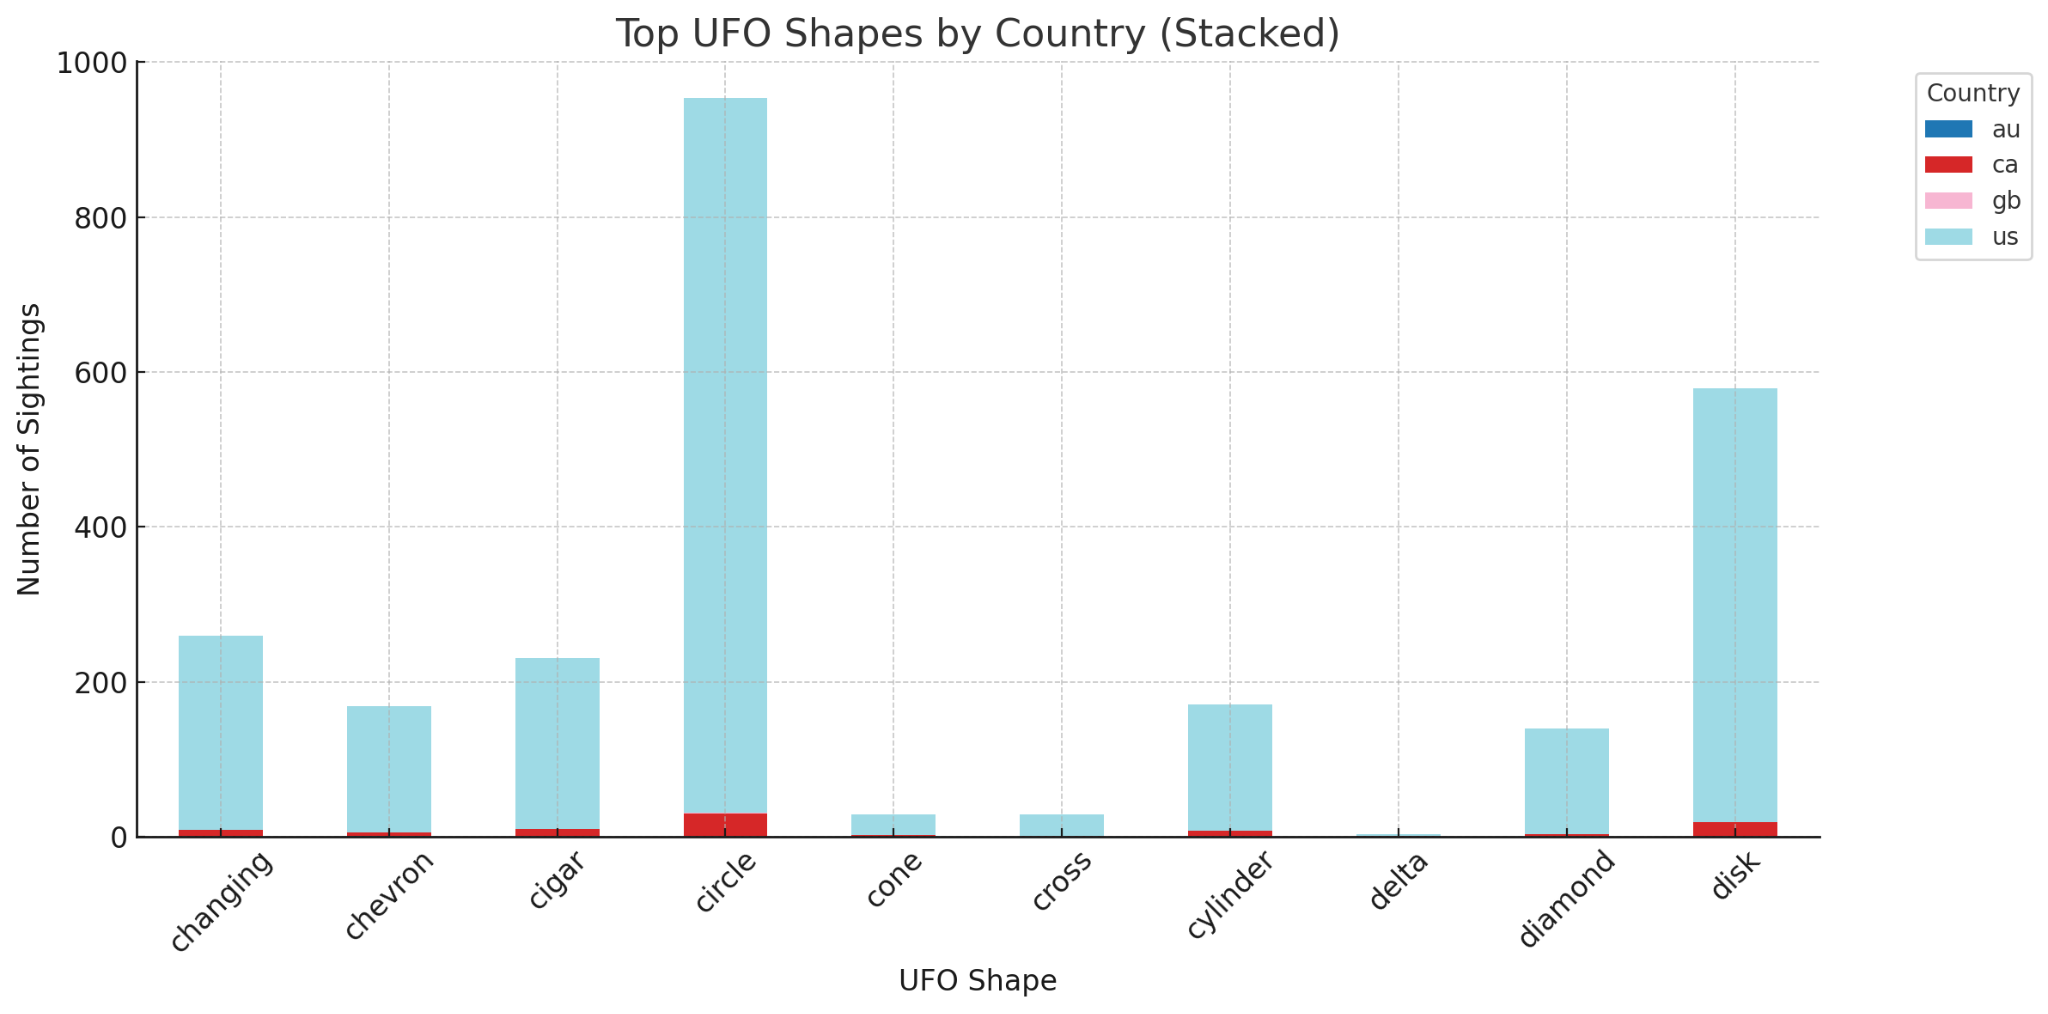 Top UFO Shapes by Country (Stacked)
1000
800
600
400
200
0
Number of Sightings
changing
chevron
cigar
circle
cone
cross
cylinder
delta
diamond
disk
UFO Shape
Country
au
ca
gb
us